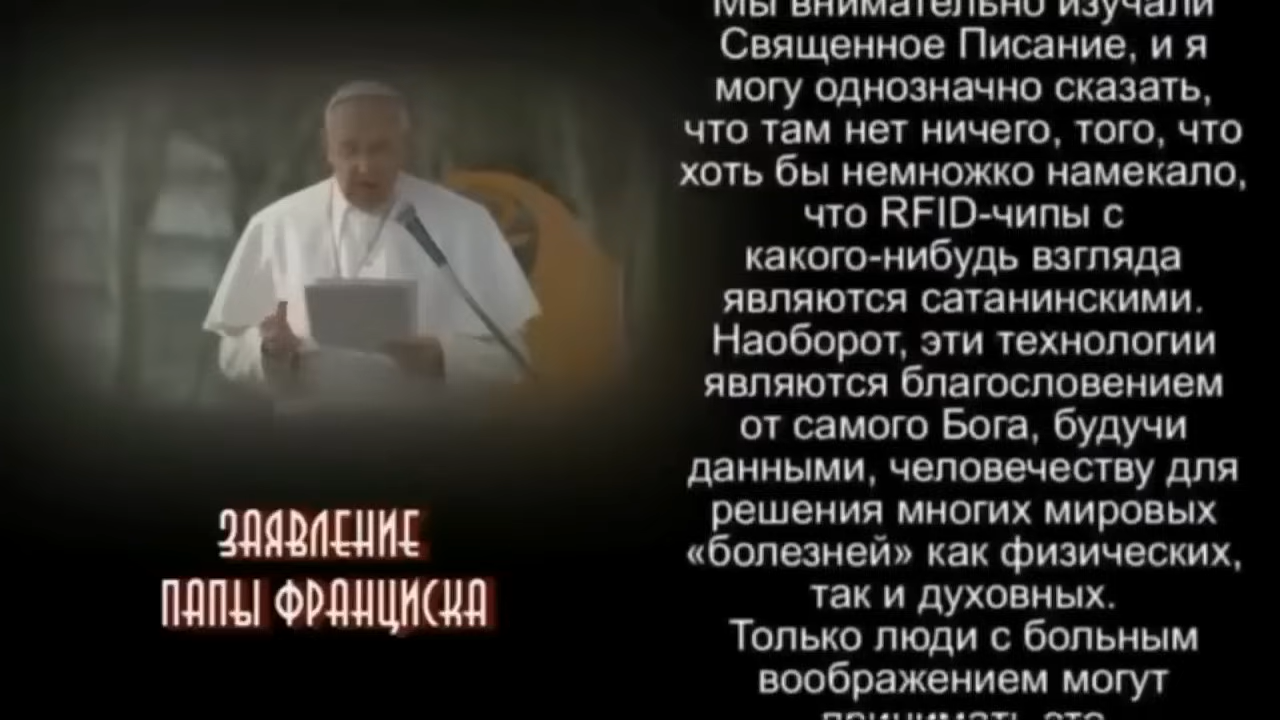 Мы внимательно изучали
Священное Писание, и я
могу однозначно сказать,
что там нет ничего, того, что
хоть бы немножко намекало,
что RFID-чипы с
какого-нибудь взгляда
являются сатанинскими.
Наоборот, эти технологии
являются благословением
от самого Бога, будучи
данными, человечеству для
решения многих мировых
«болезней» как физических,
так и духовных.
Только люди с больным
воображением могут
принимать это
ЗАЯВЛЕНИЕ
ПАПЫ ФРАНЦИСКА